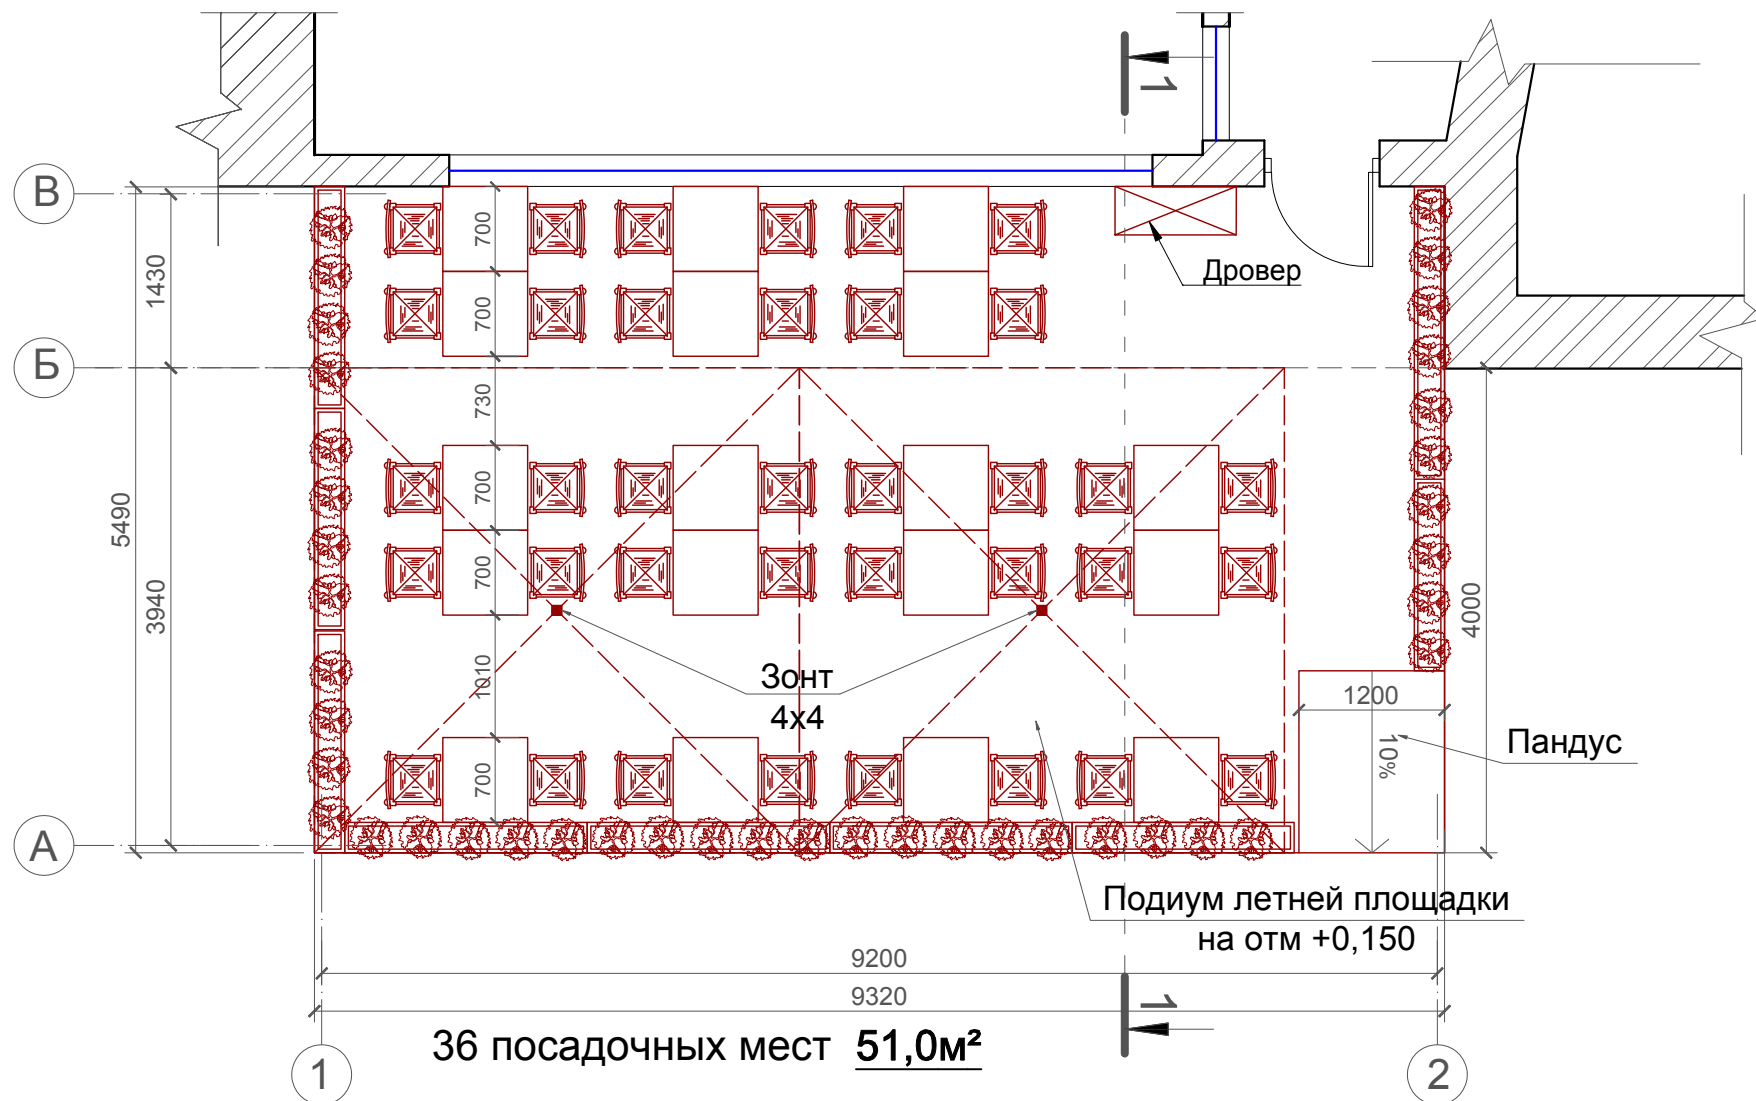 1
В
700
Дровер
1430
700
Б
730
5490
700
3940
700
4000
1010
Зонт
4х4
1200
Пандус
10%
700
А
Подиум летней площадки
на отм +0,150
9200
9320
1
36 посадочных мест 51,0м²
1
2